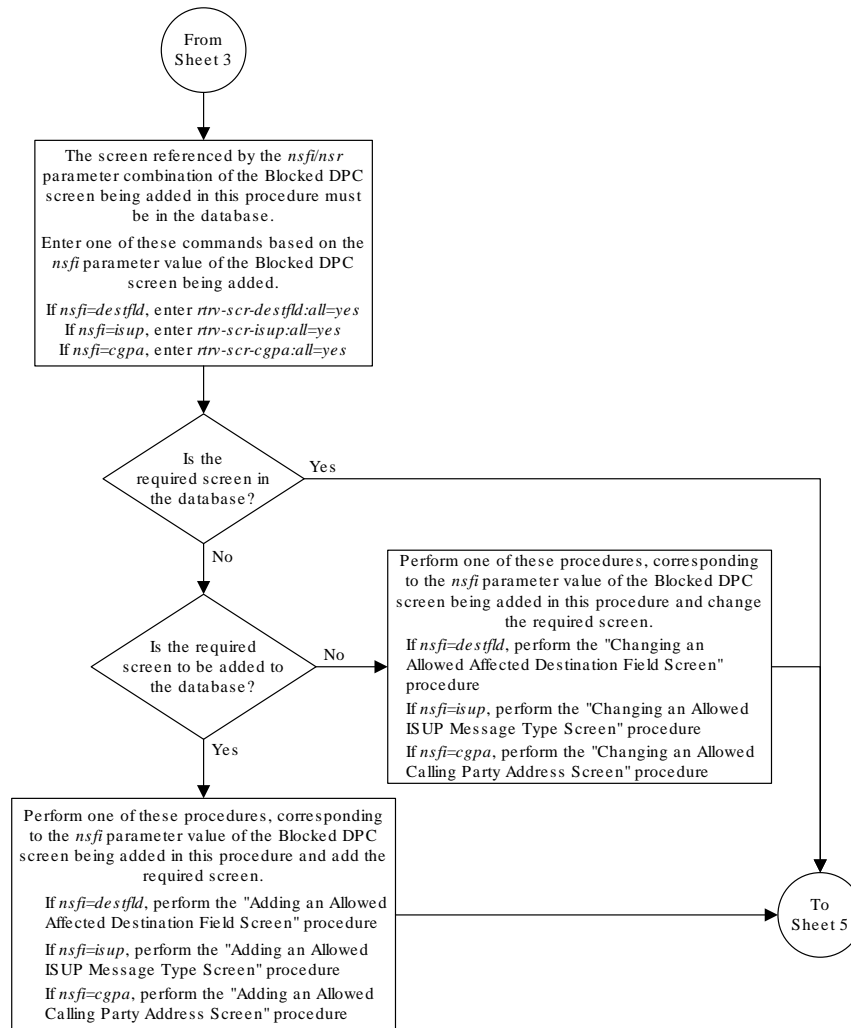 From
Sheet 3
The screen referenced by the nsfi/nsr
parameter combination of the Blocked DPC
screen being added in this procedure must
be in the database.
Enter one of these commands based on the
nsfi parameter value of the Blocked DPC
screen being added.
If nsfi=destfld, enter rtrv-scr-destfld:all=yes
If nsfi=isup, enter rtrv-scr-isup:all=yes
If nsfi=cgpa, enter rtrv-scr-cgpa:all=yes
Is the
required screen in
the database?
Yes
No
Is the required
screen to be added to
the database?
No
Yes
Perform one of these procedures, corresponding
to the nsfi parameter value of the Blocked DPC
screen being added in this procedure and change
the required screen.
If nsfi=destfld, perform the "Changing an
Allowed Affected Destination Field Screen"
procedure
If nsfi=isup, perform the "Changing an Allowed
ISUP Message Type Screen" procedure
If nsfi=cgpa, perform the "Changing an Allowed
Calling Party Address Screen" procedure
Perform one of these procedures, corresponding
to the nsfi parameter value of the Blocked DPC
screen being added in this procedure and add the
required screen.
If nsfi=destfld, perform the "Adding an Allowed
Affected Destination Field Screen" procedure
If nsfi=isup, perform the "Adding an Allowed
ISUP Message Type Screen" procedure
If nsfi=cgpa, perform the "Adding an Allowed
Calling Party Address Screen" procedure
To
Sheet 5